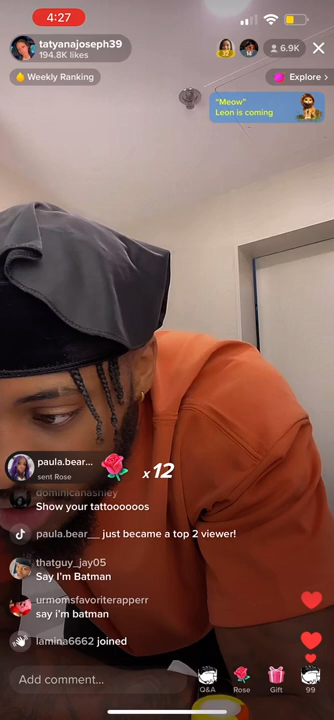 4:27
tatyanajoseph39
194.8K likes
6.9K
Weekly Ranking
Explore >
"Meow"
Leon is coming
paula.bear...
sent Rose
x 12
dominicanashley
Show your tattoooooos
paula.bear__ just became a top 2 viewer!
thatguy_jay05
Say I'm Batman
urmomsfavoriterapperr
say i'm batman
lamina6662 joined
Add comment...
Q&A
Rose
Gift
99